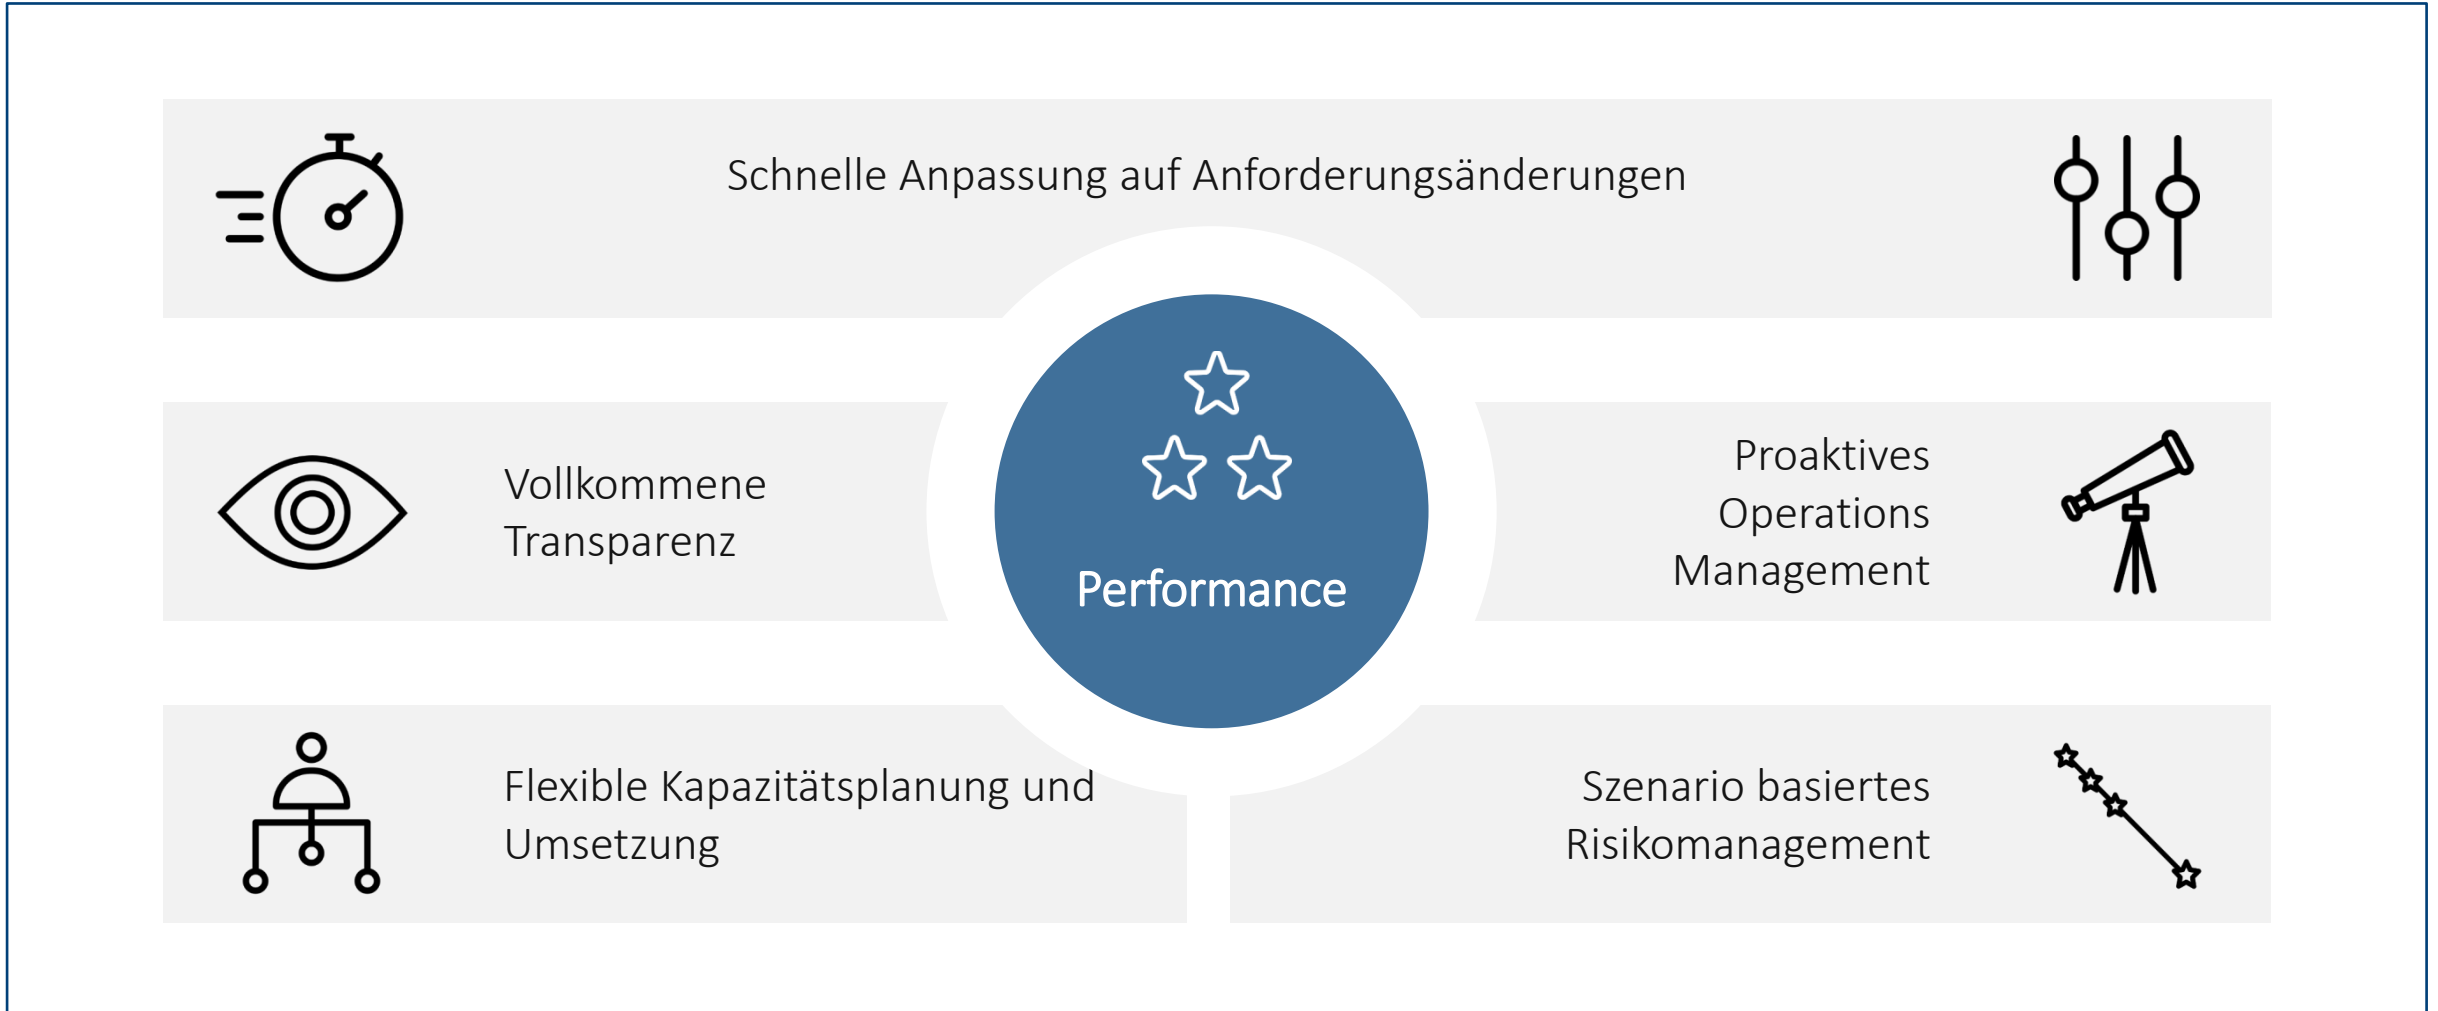 Schnelle Anpassung auf Anforderungsänderungen
Vollkommene
Transparenz
Performance
Proaktives
Operations
Management
Flexible Kapazitätsplanung und
Umsetzung
Szenario basiertes
Risikomanagement